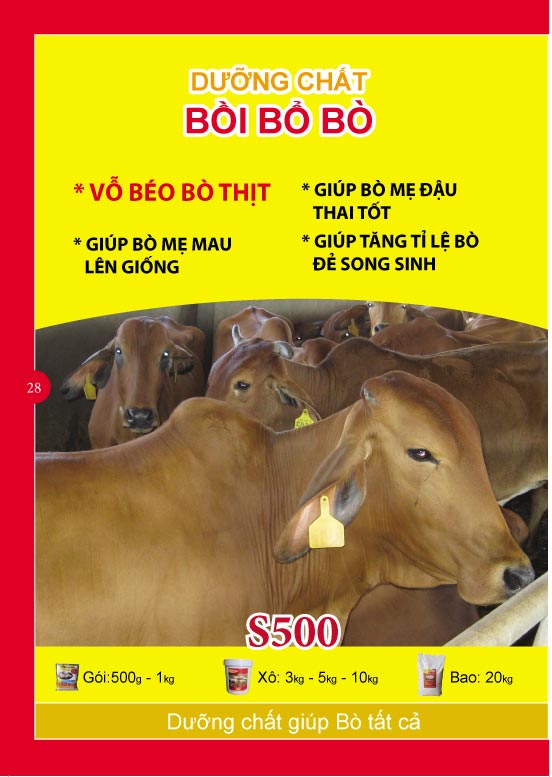 DƯỠNG CHẤT
BỒI BỔ BÒ
* VỖ BÉO BÒ THỊT
* GIÚP BÒ MẸ MAU
LÊN GIỐNG
* GIÚP BÒ MẸ ĐẬU
THAI TỐT
* GIÚP TĂNG TỈ LỆ BÒ
ĐẺ SONG SINH
28
S500
Gói:500g - 1kg
Xô: 3kg - 5kg - 10kg
Bao: 20kg
Dưỡng chất giúp Bò tất cả